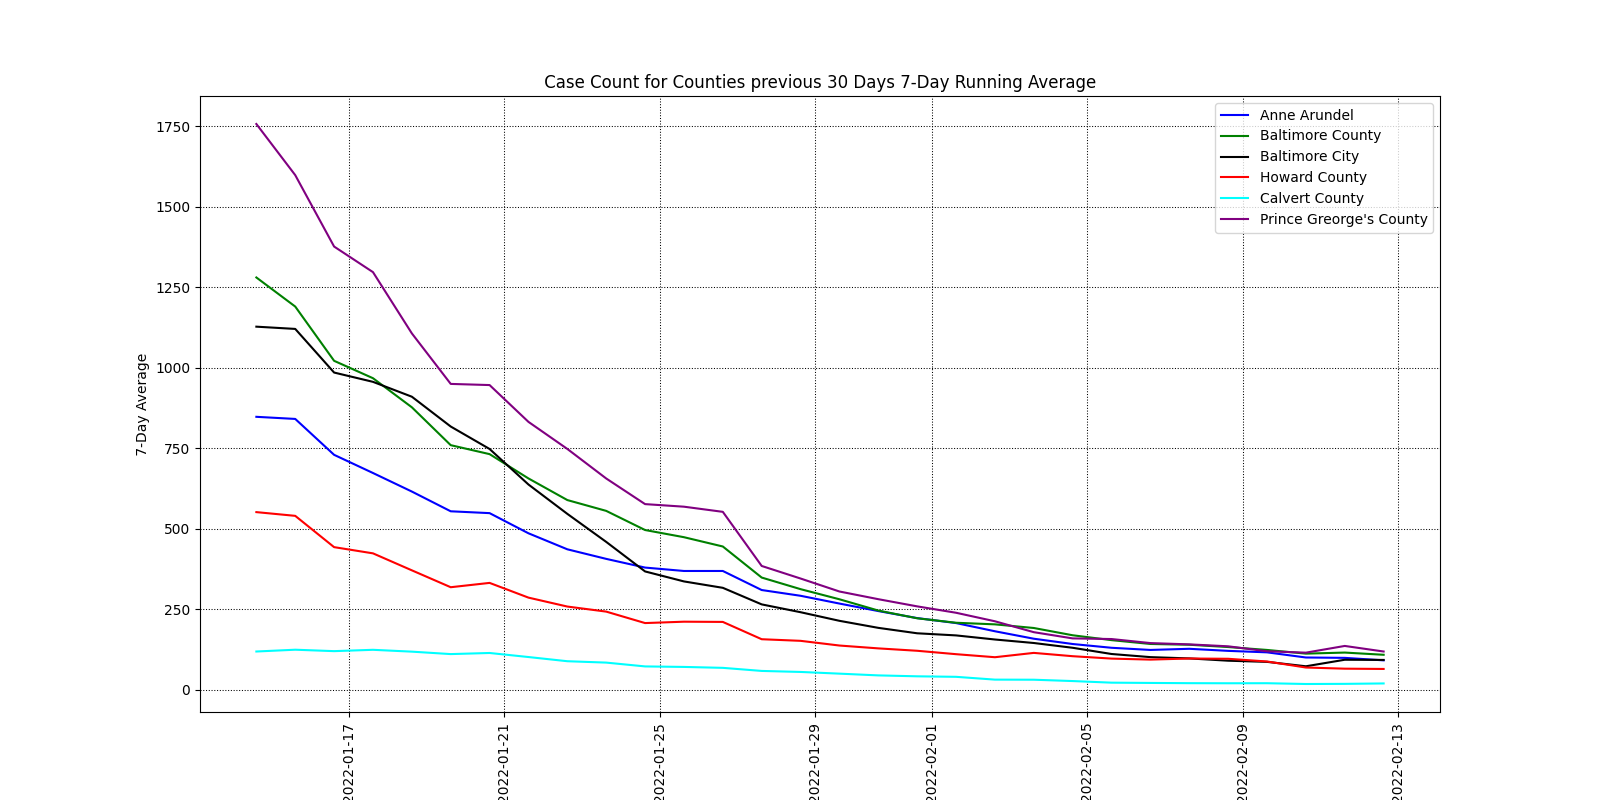 Case Count for Counties previous 30 Days 7-Day Running Average
Anne Arundel
Baltimore County
Baltimore City
Howard County
Calvert County
Prince Greorge's County
7-Day Average
1750
1500
1250
1000
750
500
250
0
2022-01-17
2022-01-21
2022-01-25
2022-01-29
2022-02-01
2022-02-05
2022-02-09
2022-02-13